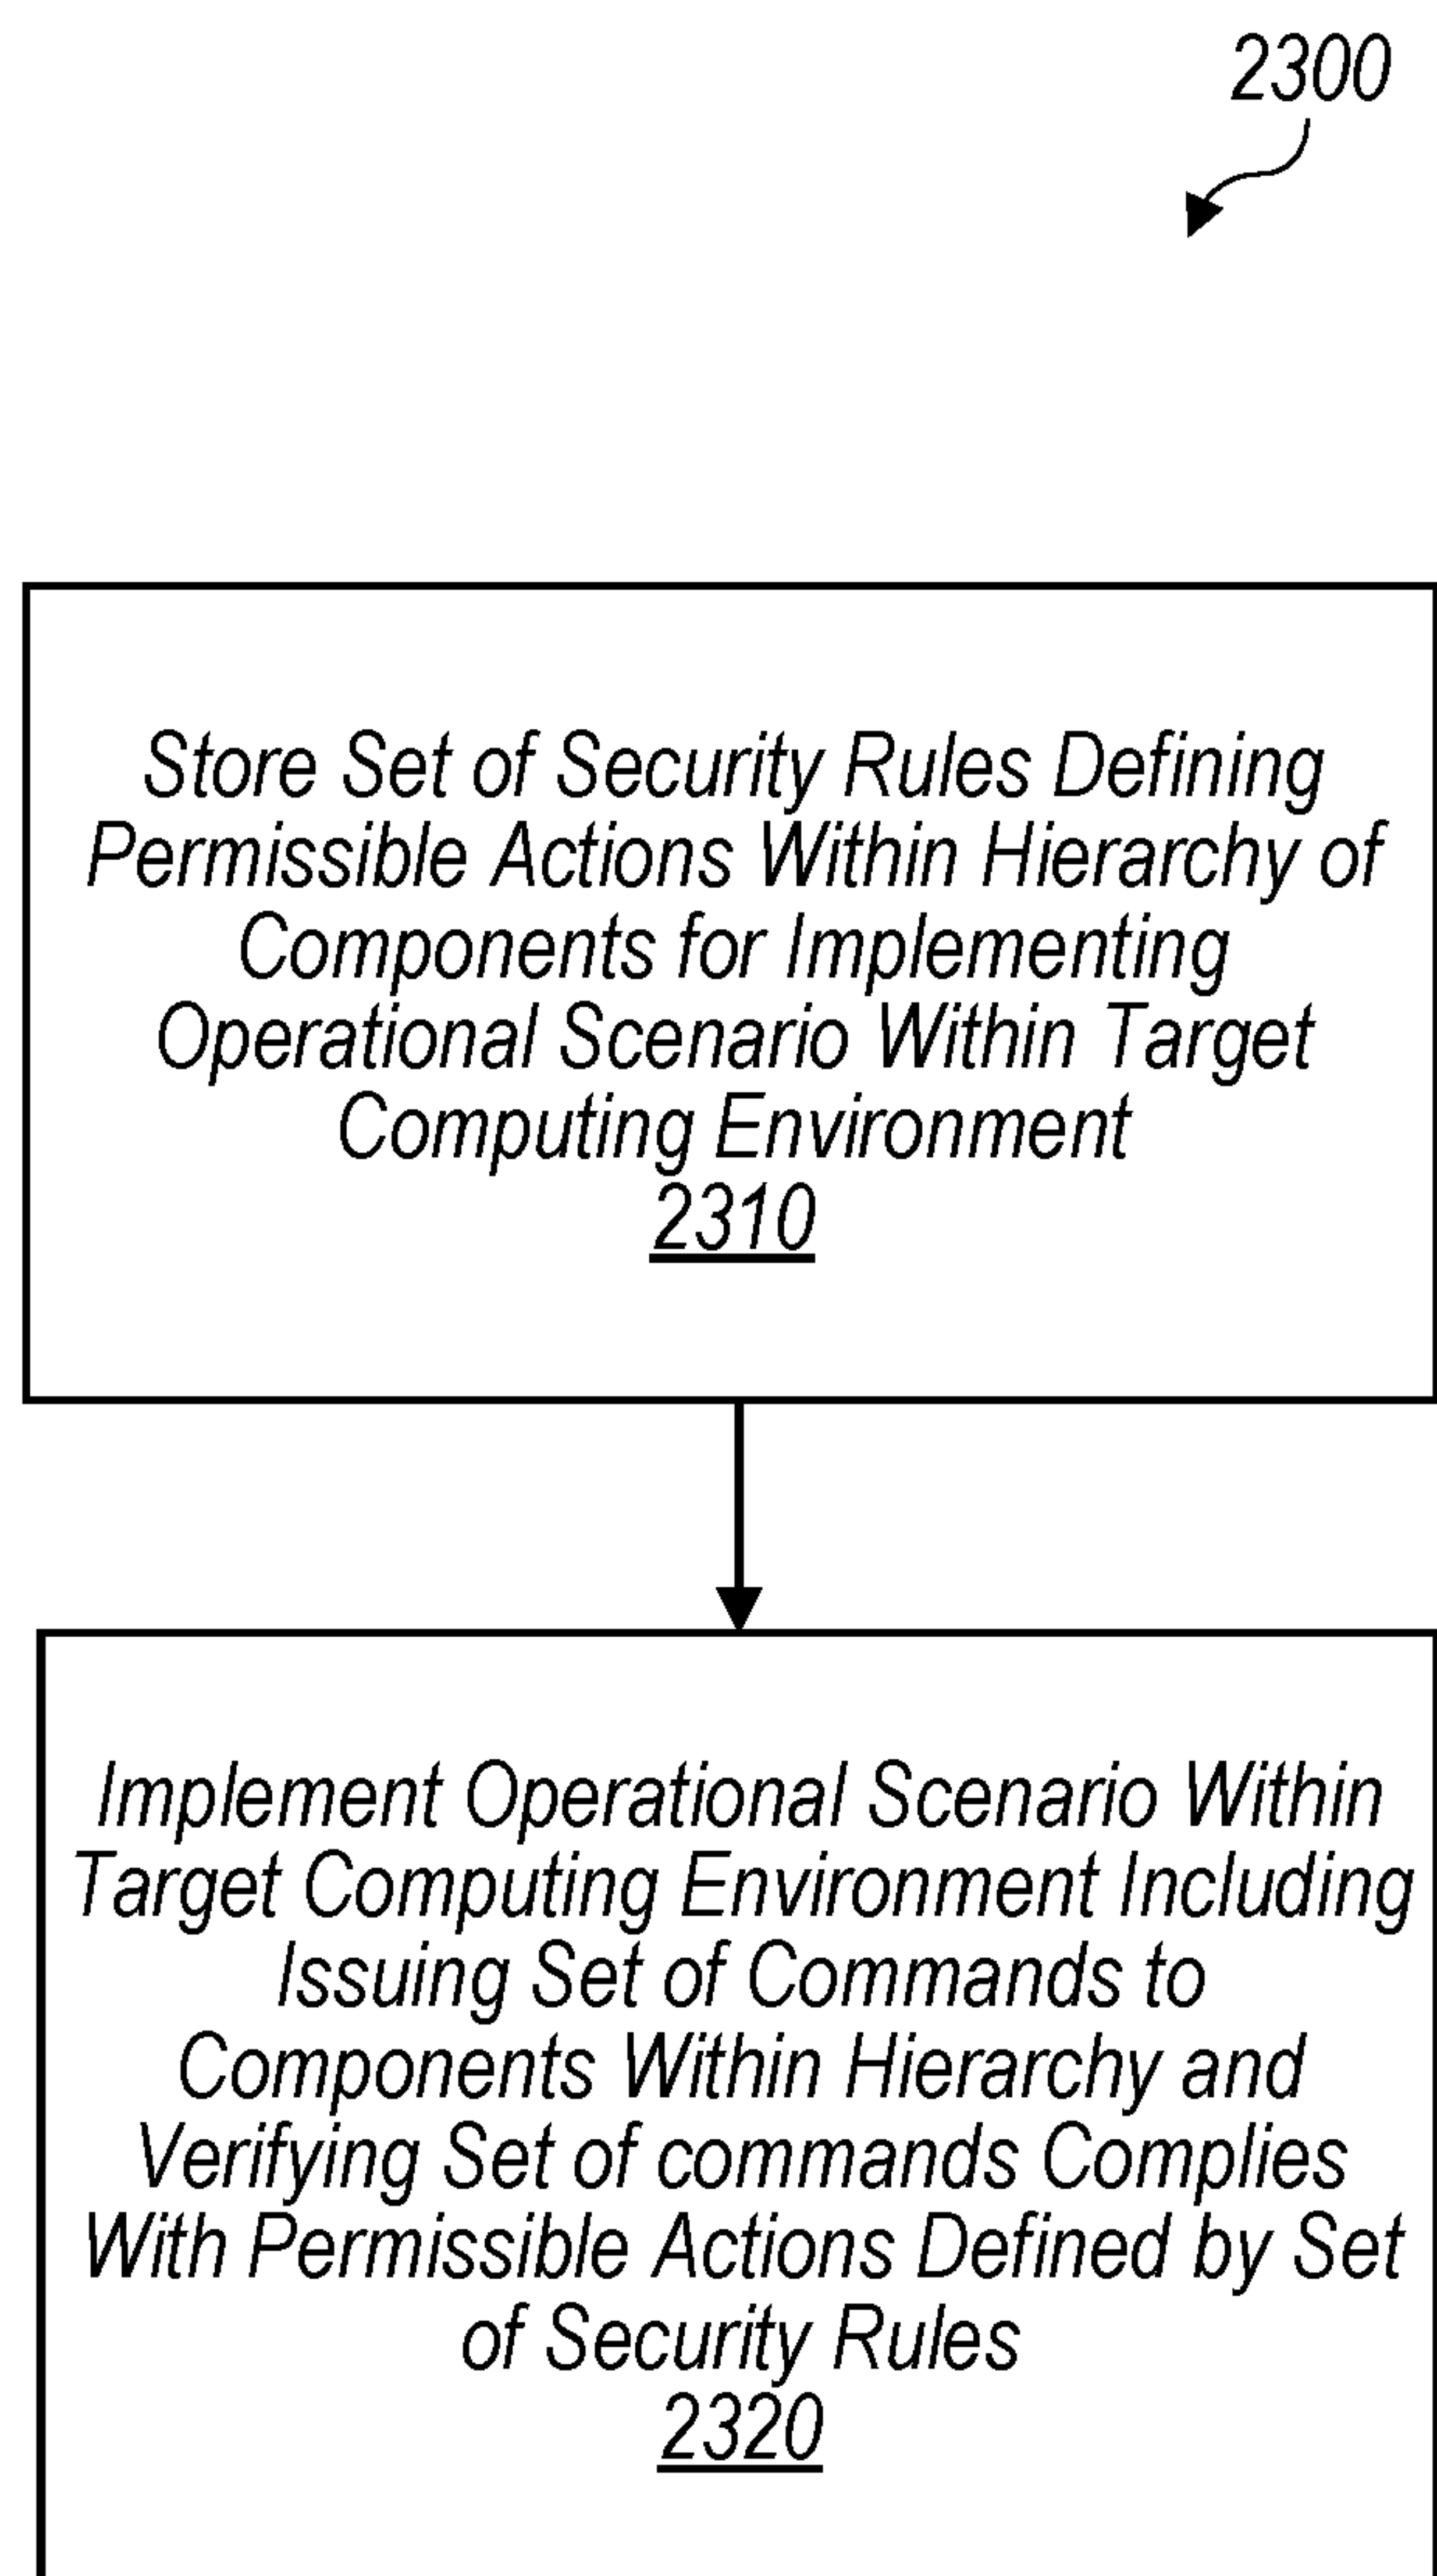 2300
Store Set of Security Rules Defining
Permissible Actions Within Hierarchy of
Components for Implementing
Operational Scenario Within Target
Computing Environment
2310
Implement Operational Scenario Within
Target Computing Environment Including
Issuing Set of Commands to
Components Within Hierarchy and
Verifying Set of commands Complies
With Permissible Actions Defined by Set
of Security Rules
2320